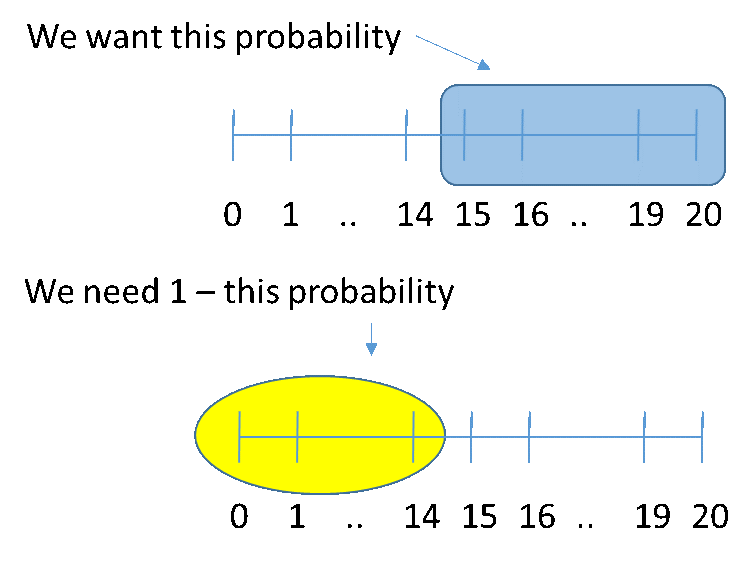 We want this probability
0 1 .. 14 15 16 .. 19 20
We need 1 – this probability
0 1 .. 14 15 16 .. 19 20